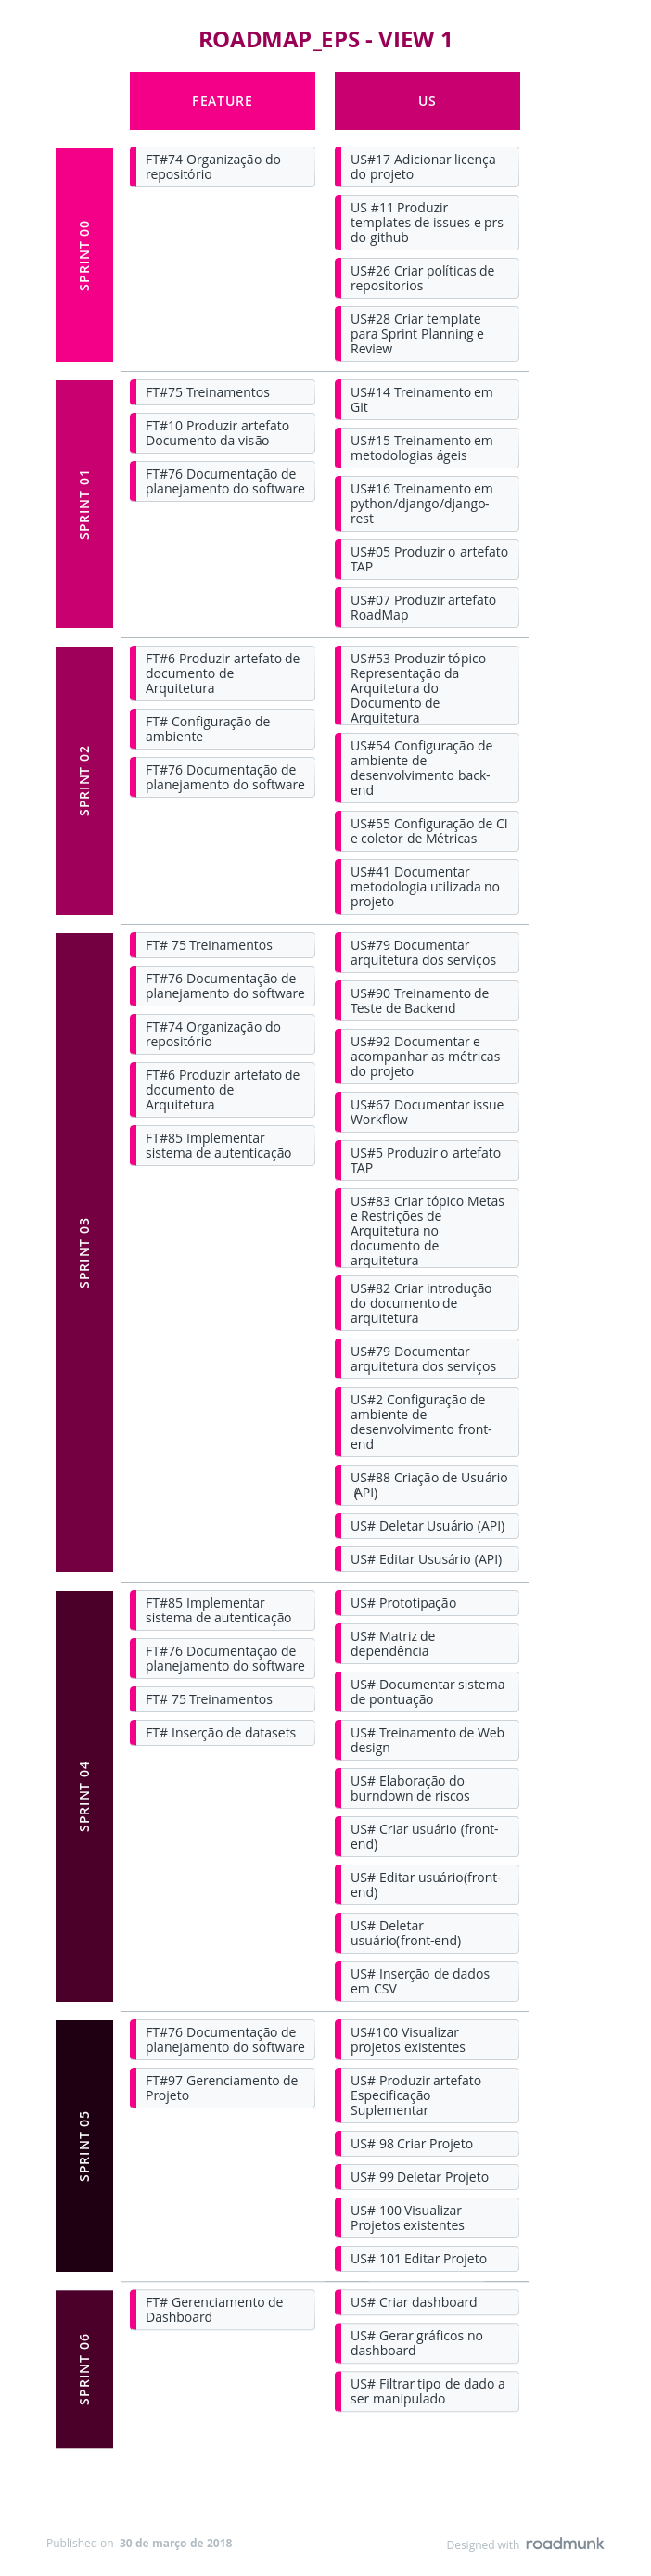 ROADMAP_EPS - VIEW 1
FEATURE
US
SPRINT 00
FT#74 Organização do
repositório
US#17 Adicionar licença
do projeto
US #11 Produzir
templates de issues e prs
do github
US#26 Criar políticas de
repositorios
US#28 Criar template
para Sprint Planning e
Review
SPRINT 01
FT#75 Treinamentos
FT#10 Produzir artefato
Documento da visão
FT#76 Documentação de
planejamento do software
US#14 Treinamento em
Git
US#15 Treinamento em
metodologias ágeis
US#16 Treinamento em
python/django/django-
rest
US#05 Produzir o artefato
TAP
US#07 Produzir artefato
RoadMap
SPRINT 02
FT#6 Produzir artefato de
documento de
Arquitetura
FT# Configuração de
ambiente
FT#76 Documentação de
planejamento do software
US#53 Produzir tópico
Representação da
Arquitetura do
Documento de
Arquitetura
US#54 Configuração de
ambiente de
desenvolvimento back-
end
US#55 Configuração de CI
e coletor de Métricas
US#41 Documentar
metodologia utilizada no
projeto
SPRINT 03
FT# 75 Treinamentos
FT#76 Documentação de
planejamento do software
FT#74 Organização do
repositório
FT#6 Produzir artefato de
documento de
Arquitetura
FT#85 Implementar
sistema de autenticação
US#79 Documentar
arquitetura dos serviços
US#90 Treinamento de
Teste de Backend
US#92 Documentar e
acompanhar as métricas
do projeto
US#67 Documentar issue
Workflow
US#5 Produzir o artefato
TAP
US#83 Criar tópico Metas
e Restrições de
Arquitetura no
documento de
arquitetura
US#82 Criar introdução
do documento de
arquitetura
US#79 Documentar
arquitetura dos serviços
US#2 Configuração de
ambiente de
desenvolvimento front-
end
US#88 Criação de Usuário
(API)
US# Deletar Usuário (API)
US# Editar Ususário (API)
SPRINT 04
FT#85 Implementar
sistema de autenticação
FT#76 Documentação de
planejamento do software
FT# 75 Treinamentos
FT# Inserção de datasets
US# Prototipação
US# Matriz de
dependência
US# Documentar sistema
de pontuação
US# Treinamento de Web
design
US# Elaboração do
burndown de riscos
US# Criar usuário (front-
end)
US# Editar usuário(front-
end)
US# Deletar
usuário(front-end)
US# Inserção de dados
em CSV
SPRINT 05
FT#76 Documentação de
planejamento do software
FT#97 Gerenciamento de
Projeto
US#100 Visualizar
projetos existentes
US# Produzir artefato
Especificação
Suplementar
US# 98 Criar Projeto
US# 99 Deletar Projeto
US# 100 Visualizar
Projetos existentes
US# 101 Editar Projeto
SPRINT 06
FT# Gerenciamento de
Dashboard
US# Criar dashboard
US# Gerar gráficos no
dashboard
US# Filtrar tipo de dado a
ser manipulado
Published on 30 de março de 2018
Designed with roadmunk